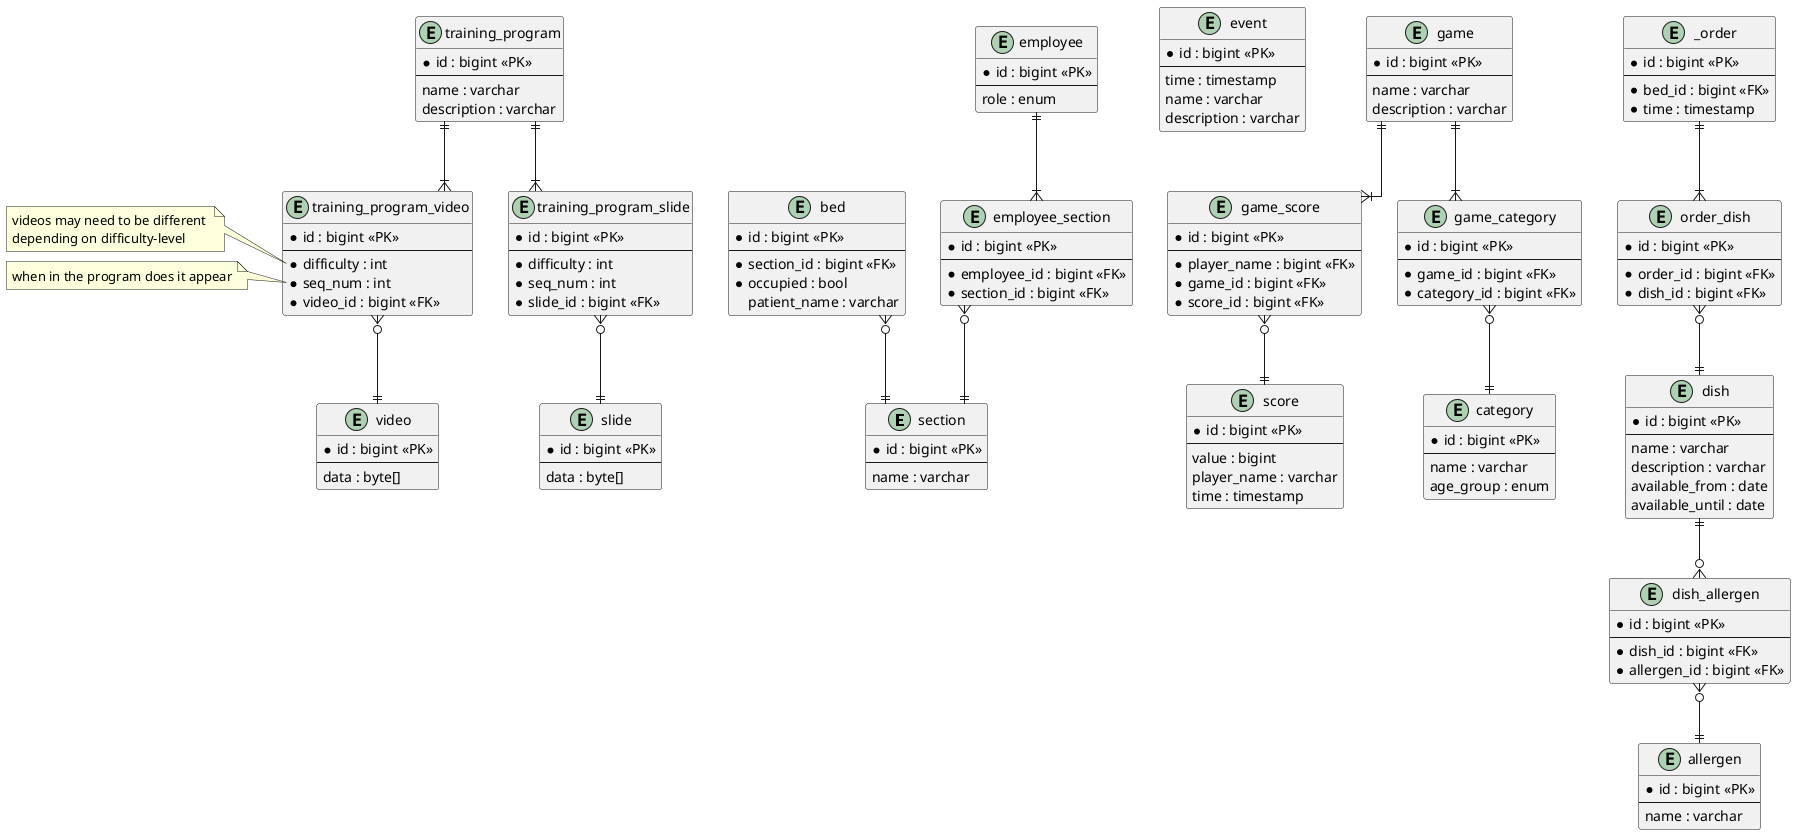 training_program
* id : bigint «PK»
name : varchar
description : varchar
employee
* id : bigint «PK»
role : enum
event
* id : bigint «PK»
time : timestamp
name : varchar
description : varchar
game
* id : bigint «PK»
name : varchar
description : varchar
_order
* id : bigint «PK»
* bed_id : bigint «FK»
* time : timestamp
videos may need to be different
depending on difficulty-level
when in the program does it appear
training_program_video
* id : bigint «PK»
* difficulty : int
* seq_num : int
* video_id : bigint «FK»
training_program_slide
* id : bigint «PK»
* difficulty : int
* seq_num : int
* slide_id : bigint «FK»
bed
* id : bigint «PK»
* section_id : bigint «FK»
* occupied : bool
patient_name : varchar
employee_section
* id : bigint «PK»
* employee_id : bigint «FK»
* section_id : bigint «FK»
game_score
* id : bigint «PK»
* player_name : bigint «FK»
* game_id : bigint «FK»
* score_id : bigint «FK»
game_category
* id : bigint «PK»
* game_id : bigint «FK»
* category_id : bigint «FK»
order_dish
* id : bigint «PK»
* order_id : bigint «FK»
* dish_id : bigint «FK»
video
* id : bigint «PK»
data : byte[]
slide
* id : bigint «PK»
data : byte[]
section
* id : bigint «PK»
name : varchar
score
* id : bigint «PK»
value : bigint
player_name : varchar
time : timestamp
category
* id : bigint «PK»
name : varchar
age_group : enum
dish
* id : bigint «PK»
name : varchar
description : varchar
available_from : date
available_until : date
dish_allergen
* id : bigint «PK»
* dish_id : bigint «FK»
* allergen_id : bigint «FK»
allergen
* id : bigint «PK»
name : varchar